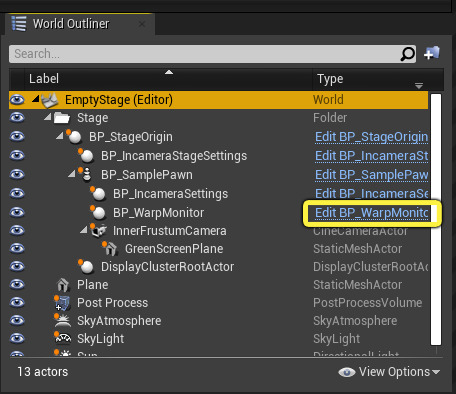 World Outliner
Search...
Label Type
EmptyStage (Editor) World
Stage Folder
BP_StageOrigin Edit BP_StageOrigin
BP_IncameraStageSettings Edit BP_IncameraSt
BP_SamplePawn Edit BP_SamplePaw
BP_IncameraSettings Edit BP_IncameraSe
BP_WarpMonitor Edit BP_WarpMonito
InnerFrustumCamera CineCameraActor
GreenScreenPlane StaticMeshActor
DisplayClusterRootActor DisplayClusterRootAc
Plane StaticMeshActor
Post Process PostProcessVolume
SkyAtmosphere SkyAtmosphere
SkyLight SkyLight
Sun DirectionalLight
13 actors View Options